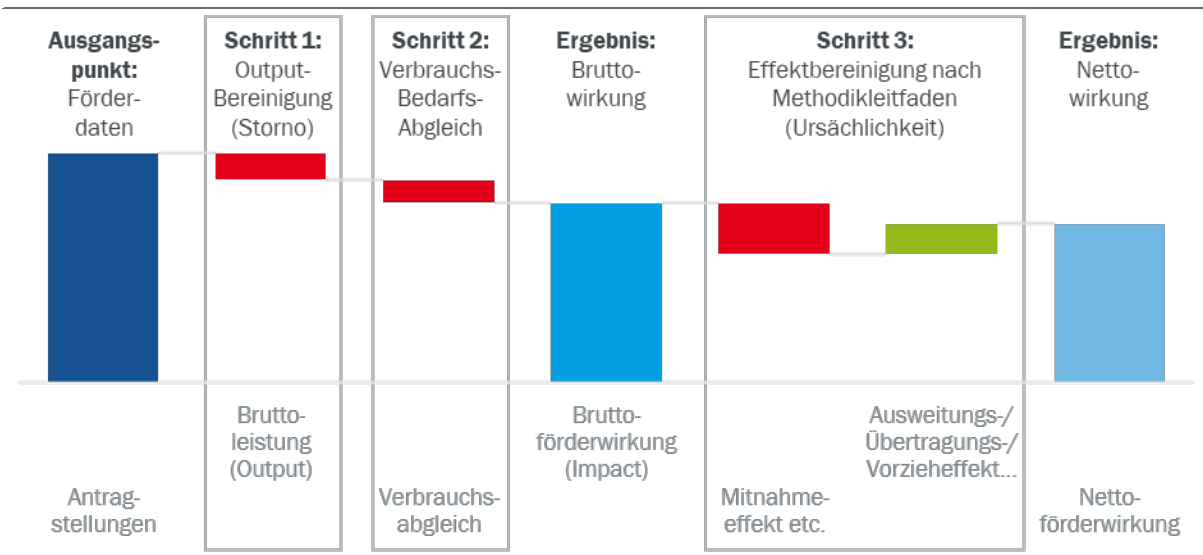 Ausgangs-
punkt:
Förder-
daten
Schritt 1:
Output-
Bereinigung
(Storno)
Schritt 2:
Verbrauchs-
Bedarfs-
Abgleich
Ergebnis:
Brutto-
wirkung
Schritt 3:
Effektbereinigung nach
Methodikleitfaden
(Ursächlichkeit)
Ergebnis:
Netto-
wirkung
Antrag-
stellungen
Brutto-
leistung
(Output)
Verbrauchs-
abgleich
Brutto-
förderwirkung
(Impact)
Mitnahme-
effekt etc.
Ausweitungs-/
Übertragungs-/
Vorzieheffekt...
Netto-
förderwirkung